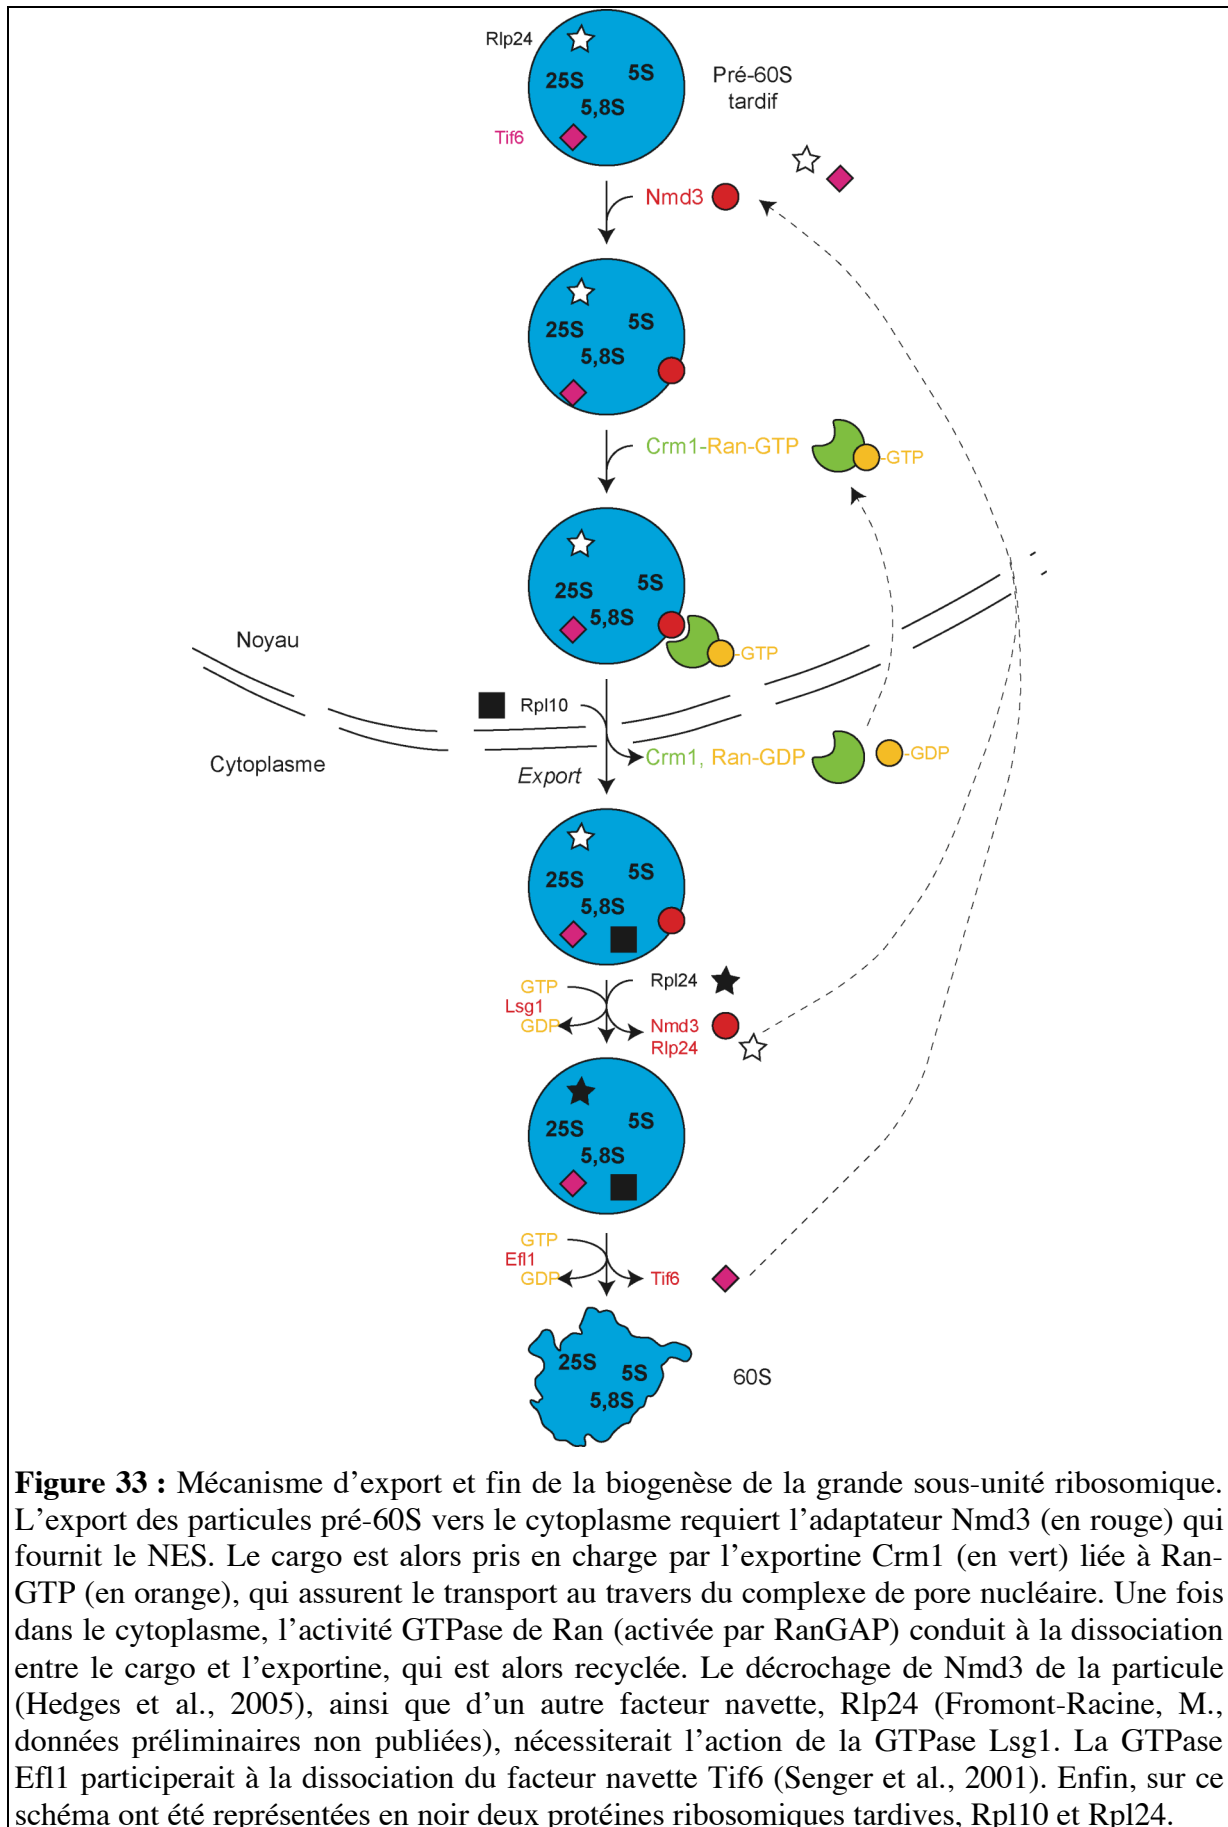 Rlp24
25S
5S
5,8S
Pré-60S
tardif
Tif6
Nmd3
25S
5S
5,8S
Crm1-Ran-GTP
-GTP
25S
5S
5,8S
-GTP
Noyau
Rpl10
Cytoplasme
Crm1, Ran-GDP
-GDP
Export
25S
5S
5,8S
GTP
Lsg1
GDP
Rpl24
Nmd3
Rlp24
25S
5S
5,8S
GTP
Efl1
GDP
Tif6
25S
5S
5,8S
60S
Figure 33 : Mécanisme d'export et fin de la biogenèse de la grande sous-unité ribosomique.
L'export des particules pré-60S vers le cytoplasme requiert l'adaptateur Nmd3 (en rouge) qui
fournit le NES. Le cargo est alors pris en charge par l'exportine Crm1 (en vert) liée à Ran-
GTP (en orange), qui assurent le transport au travers du complexe de pore nucléaire. Une fois
dans le cytoplasme, l'activité GTPase de Ran (activée par RanGAP) conduit à la dissociation
entre le cargo et l'exportine, qui est alors recyclée. Le décrochage de Nmd3 de la particule
(Hedges et al., 2005), ainsi que d'un autre facteur navette, Rlp24 (Fromont-Racine, M.,
données préliminaires non publiées), nécessiterait l'action de la GTPase Lsg1. La GTPase
Efl1 participerait à la dissociation du facteur navette Tif6 (Senger et al., 2001). Enfin, sur ce
schéma ont été représentées en noir deux protéines ribosomiques tardives, Rpl10 et Rpl24.